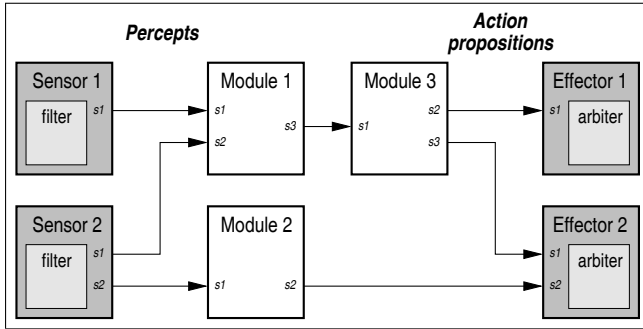 Percepts
Action
propositions
Sensor 1
filter
s1
Module 1
s1
s2
s3
Module 3
s1
s2
s3
Effector 1
s1
arbiter
Sensor 2
filter
s1
s2
Module 2
s1
s2
Effector 2
s1
s2
arbiter